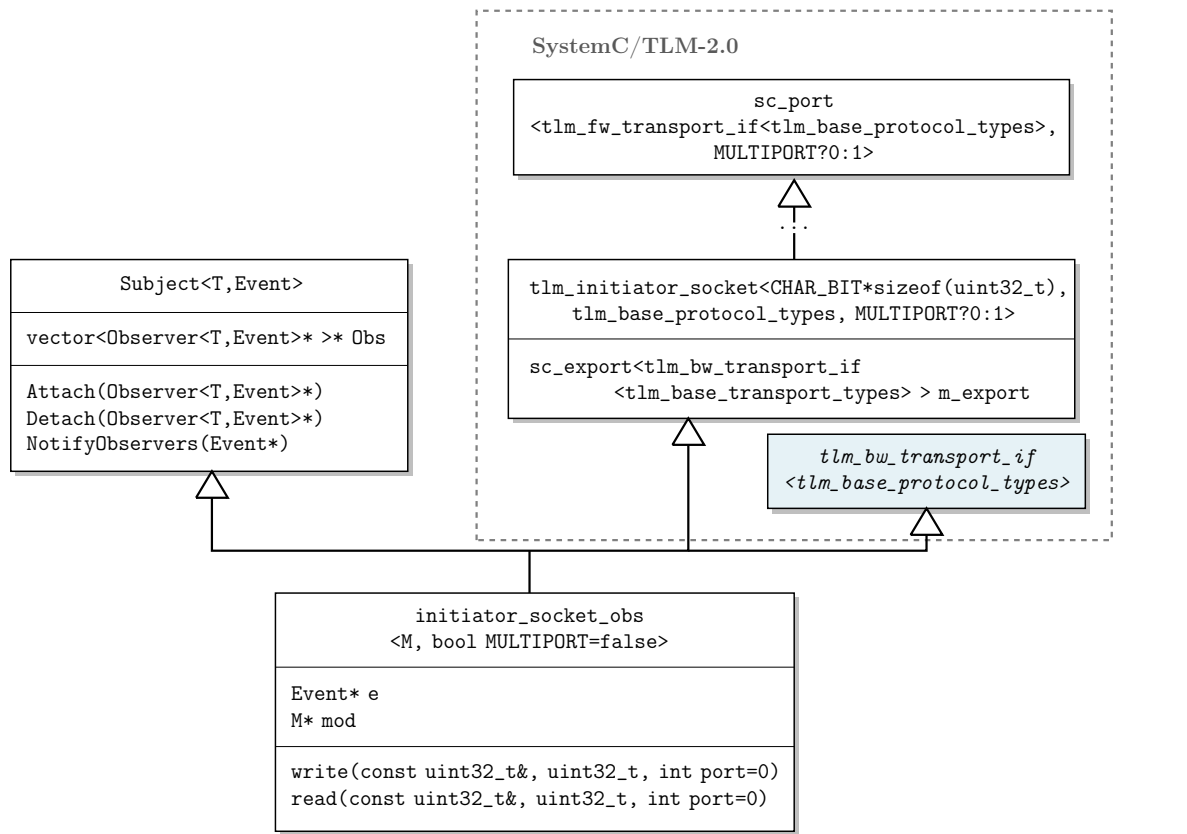 SystemC/TLM-2.0
sc_port
<tlm_fw_transport_if<tlm_base_protocol_types>,
MULTIPORT?0:1>
...
tlm_initiator_socket<CHAR_BIT*sizeof(uint32_t),
tlm_base_protocol_types, MULTIPORT?0:1>
sc_export<tlm_bw_transport_if
<tlm_base_transport_types> > m_export
Subject<T,Event>
vector<Observer<T,Event>* >* Obs
Attach(Observer<T,Event>*)
Detach(Observer<T,Event>*)
NotifyObservers(Event*)
tlm_bw_transport_if
<tlm_base_protocol_types>
initiator_socket_obs
<M, bool MULTIPORT=false>
Event* e
M* mod
write(const uint32_t&, uint32_t, int port=0)
read(const uint32_t&, uint32_t, int port=0)